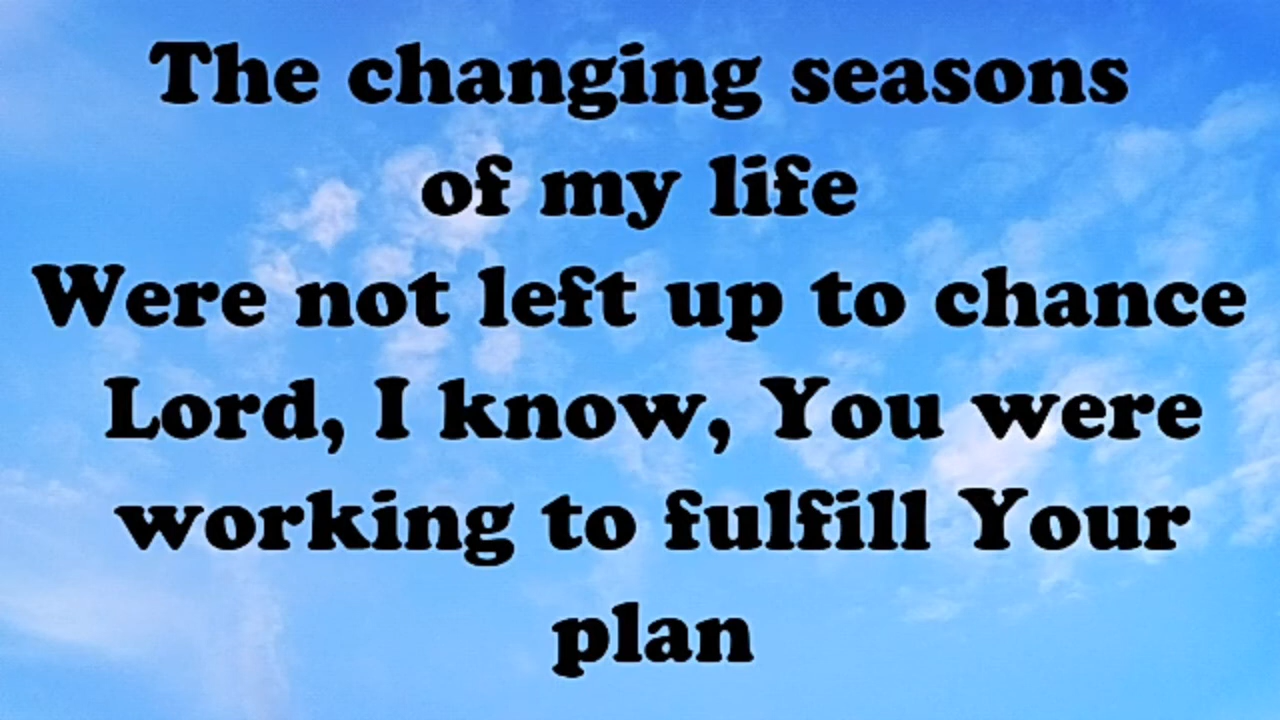 The changing seasons
of my life
Were not left up to chance
Lord, I know, You were
working to fulfill Your
plan